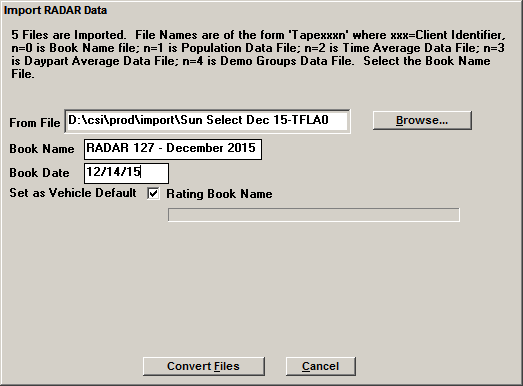 Import RADAR Data
5 Files are Imported. File Names are of the form 'Tapexxxn' where xxx=Client Identifier,
n=0 is Book Name file; n=1 is Population Data File; n=2 is Time Average Data File; n=3
is Daypart Average Data File; n=4 is Demo Groups Data File. Select the Book Name
File.
From File D:\csi\prod\import\Sun Select Dec 15-TFLA0 Browse...
Book Name RADAR 127 - December 2015
Book Date 12/14/15
Set as Vehicle Default Rating Book Name
Convert Files Cancel